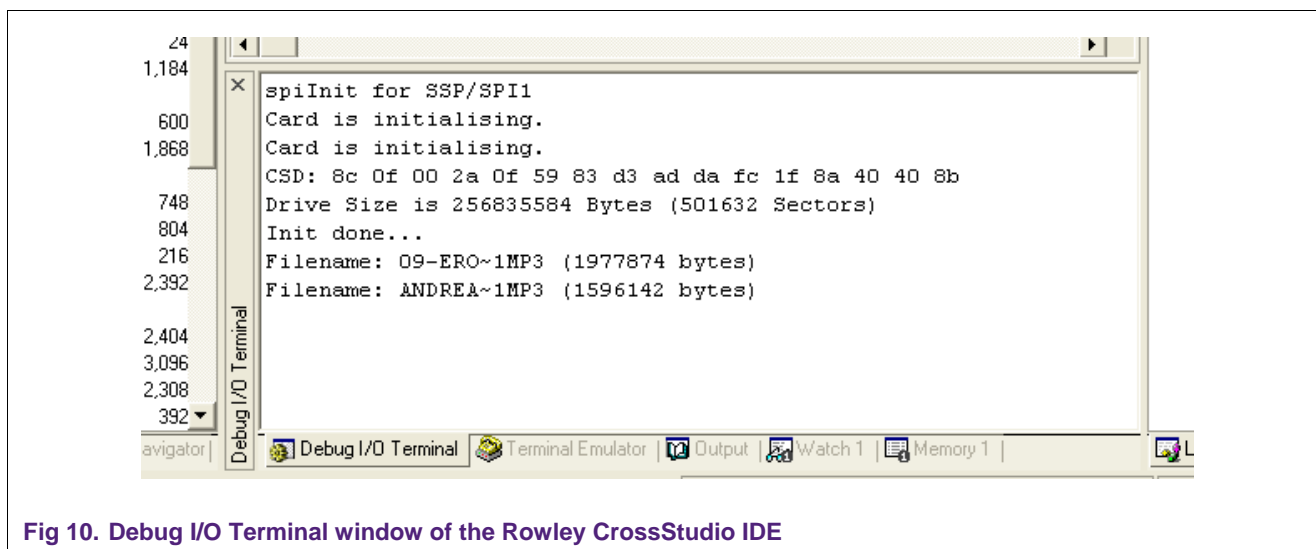 24
1,184
600
1,868
748
804
216
2,392
2,404
3,096
2,308
392
avigator
Debug I/O Terminal
spiInit for SSP/SPI1
Card is initialising.
Card is initialising.
CSD: 8c 0f 00 2a 0f 59 83 d3 ad da fc 1f 8a 40 40 8b
Drive Size is 256835584 Bytes (501632 Sectors)
Init done...
Filename: 09-ERO~1MP3 (1977874 bytes)
Filename: ANDREA~1MP3 (1596142 bytes)
Debug I/O Terminal Terminal Emulator | Output | Watch 1 | Memory 1 |
L
Fig 10. Debug I/O Terminal window of the Rowley CrossStudio IDE